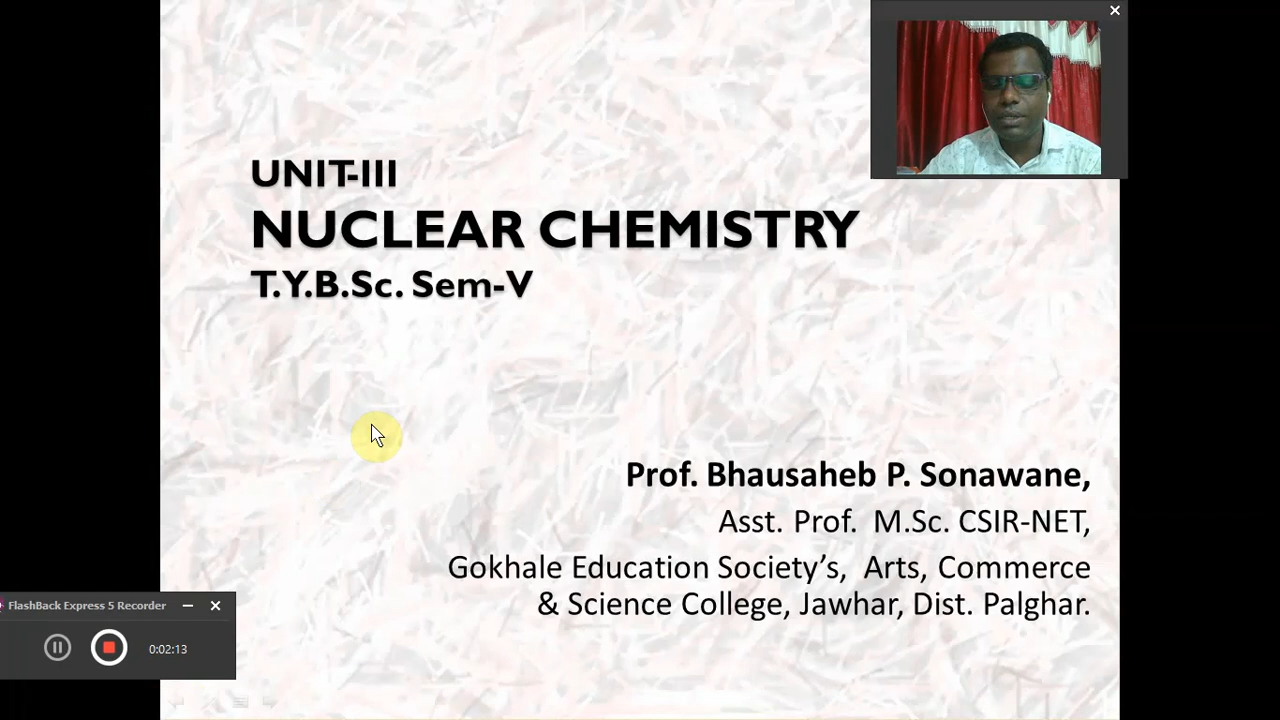 UNIT-III
NUCLEAR CHEMISTRY
T.Y.B.Sc. Sem-V
Prof. Bhausaheb P. Sonawane,
Asst. Prof. M.Sc. CSIR-NET,
Gokhale Education Society’s, Arts, Commerce
& Science College, Jawhar, Dist. Palghar.
FlashBack Express 5 Recorder
0:02:13